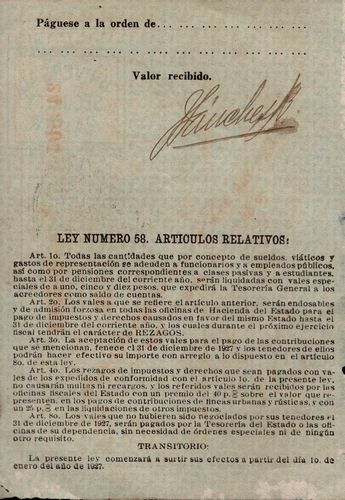 Páguese a la orden de... ... ... ... ... ... ...
... ... ... ... ... ... ... ... ... ... ... ... ... ...
Valor recibido.
LEY NUMERO 58. ARTICULOS RELATIVOS:
Art. 1o. Todas las cantidades que por concepto de sueldos, viáticos y
gastos de representación se adeuden a funcionarios y a empleados públicos,
así como por pensiones correspondientes a clases pasivas y a estudiantes,
hasta el 31 de diciembre del corriente año, serán liquidadas con vales espe-
ciales de a uno, cinco y diez pesos, que expedirá la Tesorería General a los
acreedores como saldo de cuentas.
Art. 2o. Los vales a que se refiere el artículo anterior, serán endosables
y de admisión forzosa en todas las oficinas de Hacienda del Estado para el
pago de impuestos y derechos causados en favor del mismo Estado hasta el
31 de diciembre del corriente año, y los cuales durante el próximo ejercicio
fiscal tendrán el carácter de REZAGOS.
Art. 3o. La aceptación de estos vales para el pago de las contribuciones
que se mencionan, fenece el 31 de diciembre de 1927 y los tenedores de ellos
podrán hacer efectivo su importe con arreglo a lo dispuesto en el artículo
8o. de esta ley.
Art. 4o. Los rezagos de impuestos y derechos que sean pagados con va-
les de los expedidos de conformidad con el artículo 1o. de la presente ley,
no causarán multas ni recargos, y los referidos vales serán recibidos por las
oficinas fiscales del Estado con un premio del 40 p.8 sobre el valor que re-
presenten, en los pagos de contribuciones de fincas urbanas y rústicas, y con
un 25 p.8 en las liquidaciones de otros impuestos.
Art. 8o. Los vales que no hubieren sido negociados por sus tenedores el
31 de diciembre de 1927, serán pagados por la Tesorería del Estado o las ofi-
cinas de su dependencia, sin necesidad de órdenes especiales ni de ningún
otro requisito.
TRANSITORIO:
La presente ley comenzará a surtir sus efectos a partir del día 1o. de
enero del año de 1927.